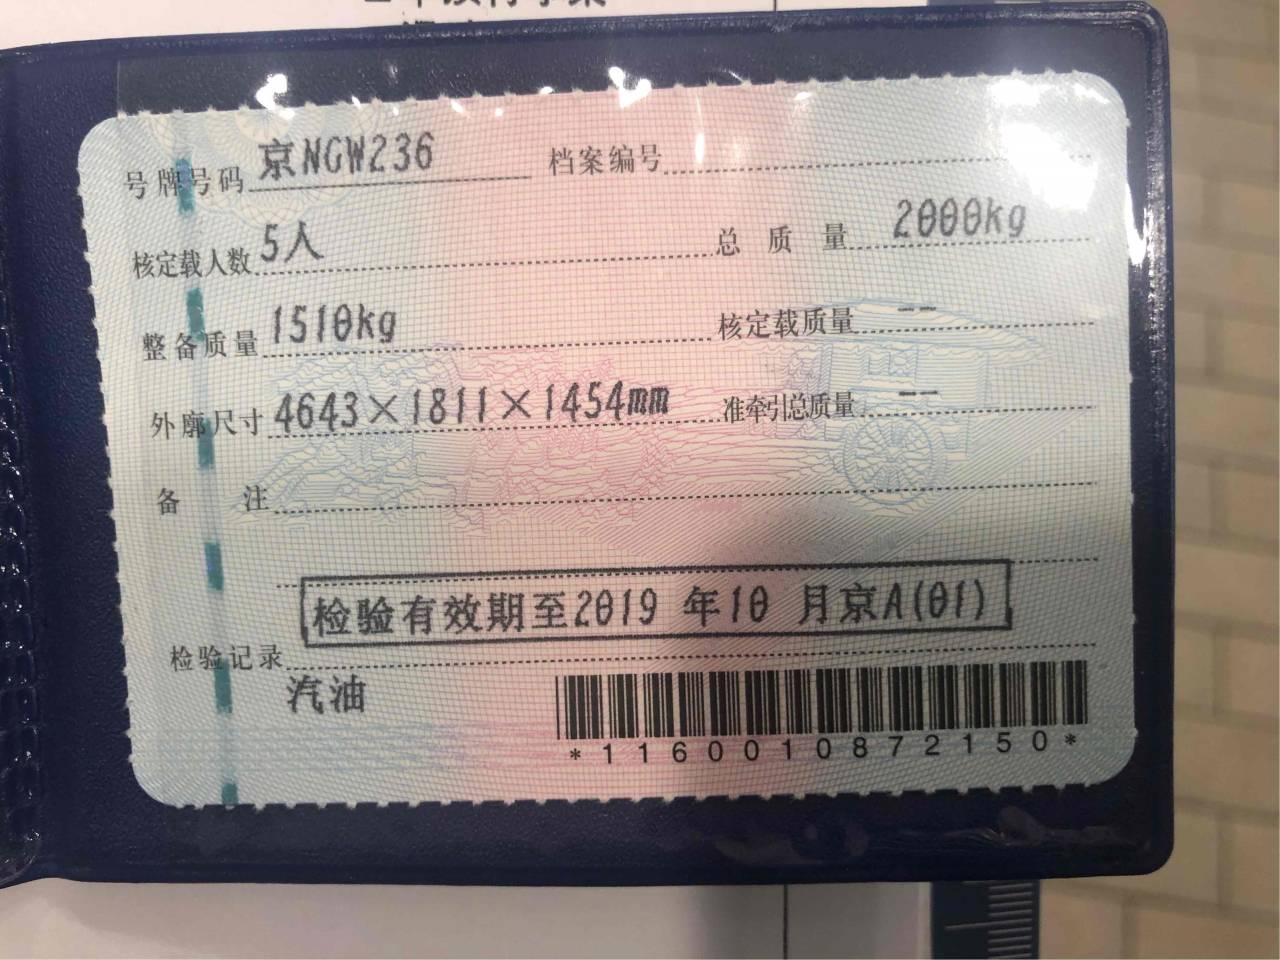 号牌号码 京NGW236 档案编号
核定载人数 5人 总质量 2000kg
整备质量 1510kg 核定载质量 --
外廓尺寸 4643×1811×1454mm 准牵引总质量 --
备注
检验有效期至2019 年10 月京A(01)
检验记录
汽油
*1160010872150*